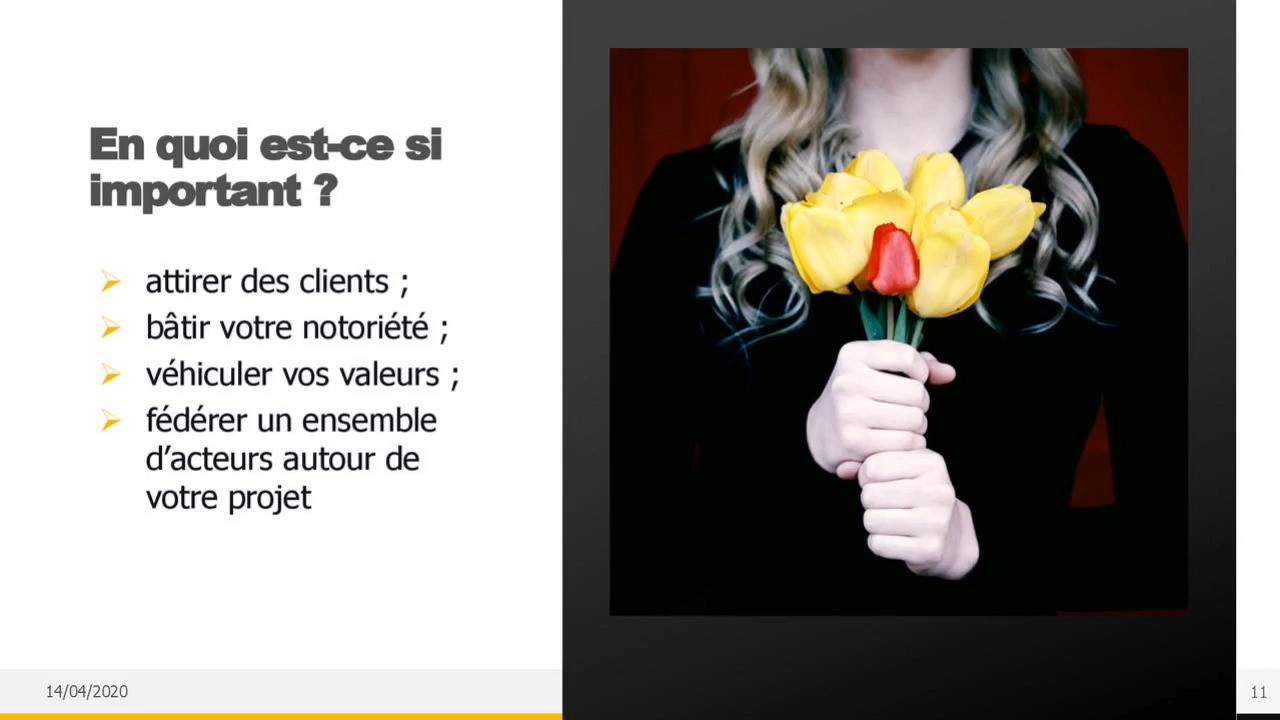 En quoi est-ce si
important ?
attirer des clients ;
bâtir votre notoriété ;
véhiculer vos valeurs ;
fédérer un ensemble
d’acteurs autour de
votre projet
14/04/2020
11